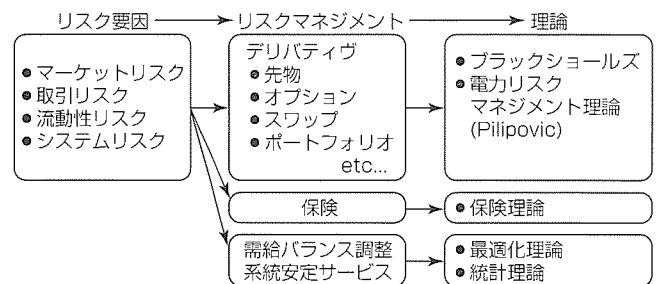 リスク要因 → リスクマネジメント → 理論
● マーケットリスク
● 取引リスク
● 流動性リスク
● システムリスク
デリバティヴ
● 先物
● オプション
● スワップ
● ポートフォリオ
etc...
● ブラックショールズ
● 電力リスク
マネジメント理論
(Pilipovic)
保険
● 保険理論
需給バランス調整
系統安定サービス
● 最適化理論
● 統計理論